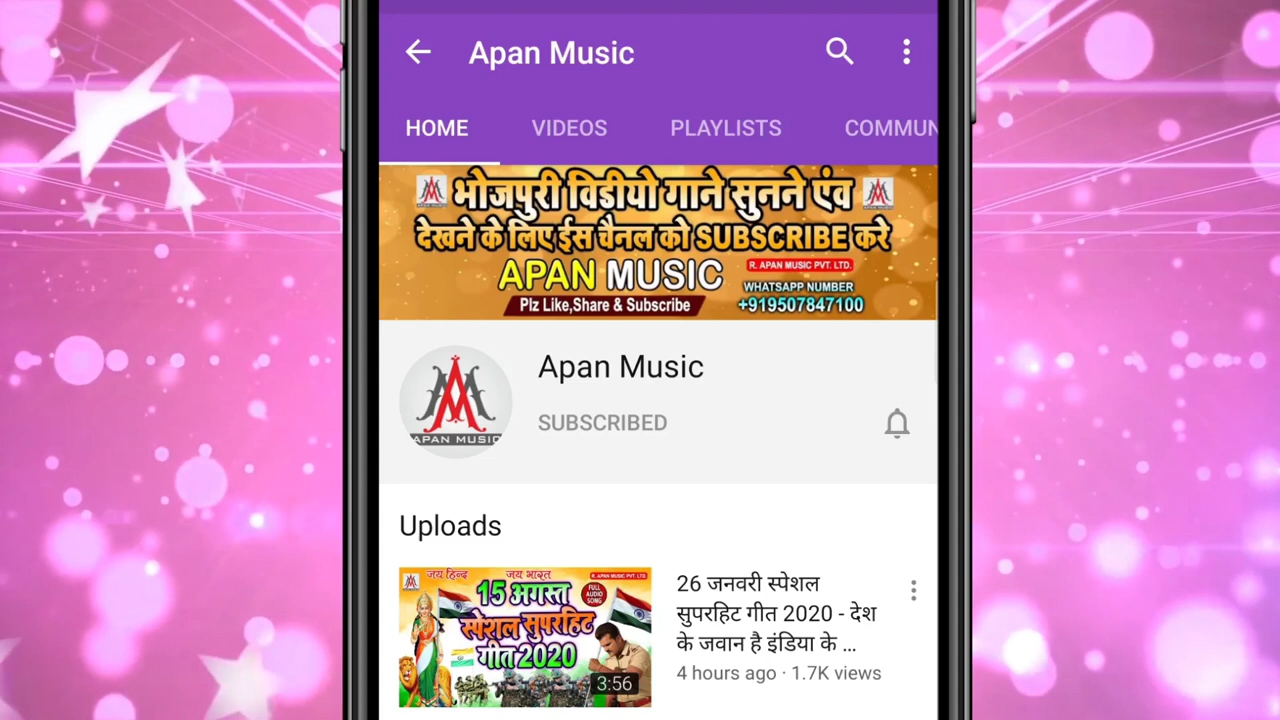 Apan Music
HOME VIDEOS PLAYLISTS COMMUN
भोजपुरी विडीयो गाने सुनने एंव
देखने के लिए ईस चैनल को SUBSCRIBE करे
APAN MUSIC
R. APAN MUSIC PVT. LTD.
WHATSAPP NUMBER
+919507847100
Plz Like,Share & Subscribe
Apan Music
SUBSCRIBED
APAN MUSIC
Uploads
जय हिन्द जय भारत
R. APAN MUSIC PVT. LTD
15 अगस्त
FULL
AUDIO
SONG
स्पेशल सुपरहिट
गीत 2020
3:56
26 जनवरी स्पेशल
सुपरहिट गीत 2020 - देश
के जवान है इंडिया के ...
4 hours ago · 1.7K views